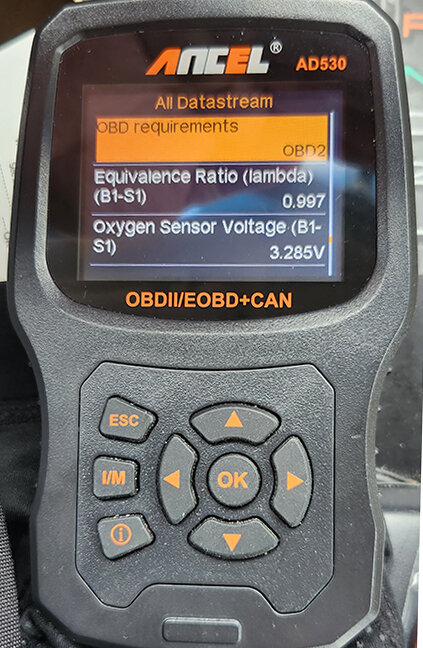 ANCEL® AD530
All Datastream
OBD requirements
OBD2
Equivalence Ratio (lambda)
(B1-S1) 0.997
Oxygen Sensor Voltage (B1-
S1) 3.285V
OBDII/EOBD+CAN
ESC
I/M
OK